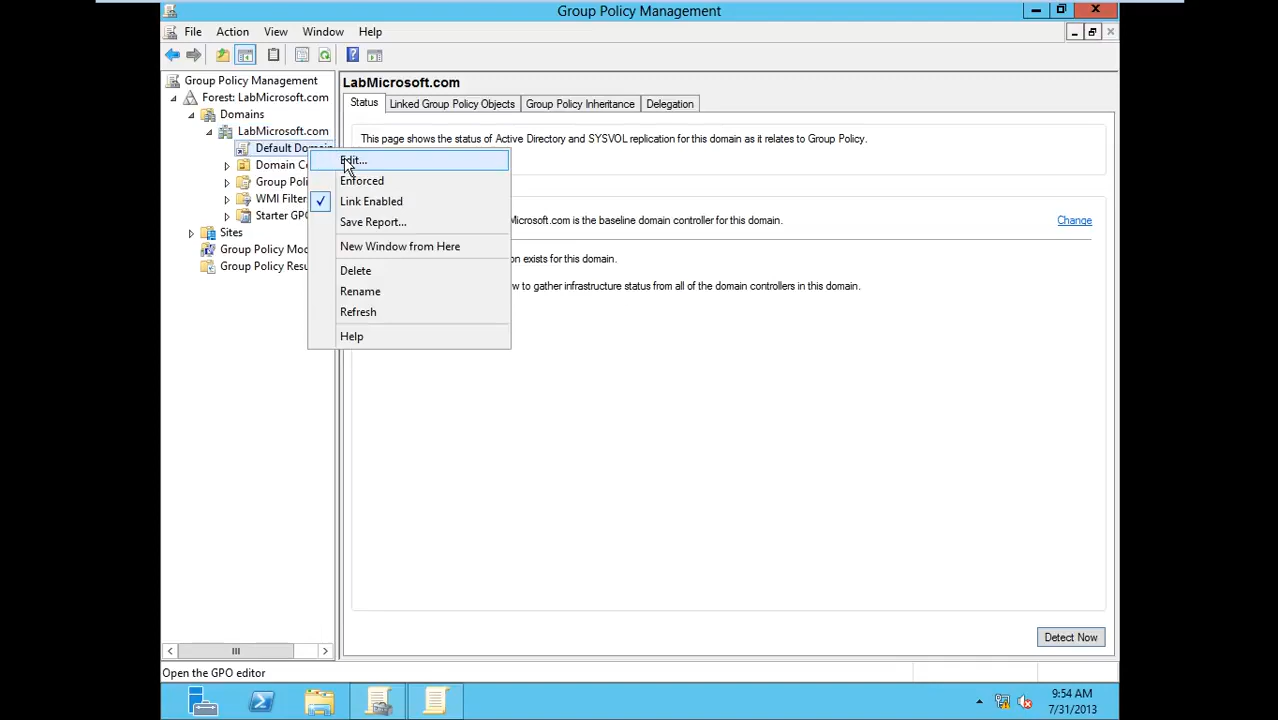 Group Policy Management
File Action View Window Help
Group Policy Management
Forest: LabMicrosoft.com
Domains
LabMicrosoft.com
Default Domain
Domain Co
Group Poli
WMI Filter
Starter GPO
Sites
Group Policy Mod
Group Policy Resu
Edit...
Enforced
Link Enabled
Save Report...
New Window from Here
Delete
Rename
Refresh
Help
LabMicrosoft.com
Status Linked Group Policy Objects Group Policy Inheritance Delegation
This page shows the status of Active Directory and SYSVOL replication for this domain as it relates to Group Policy.
Microsoft.com is the baseline domain controller for this domain. Change
on exists for this domain.
w to gather infrastructure status from all of the domain controllers in this domain.
Detect Now
Open the GPO editor
9:54 AM
7/31/2013